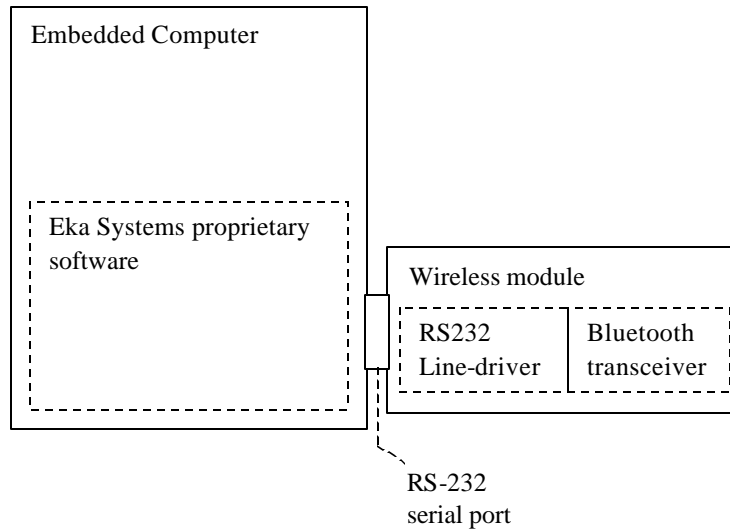 Embedded Computer
Eka Systems proprietary
software
Wireless module
RS232
Line-driver
Bluetooth
transceiver
RS-232
serial port